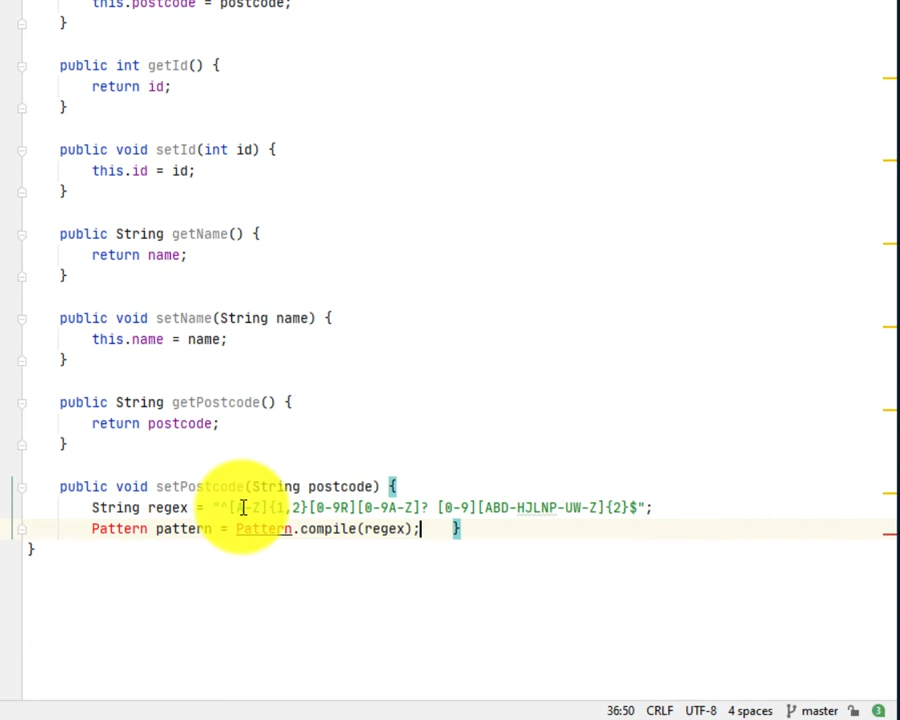 this.postcode = postcode;
}
public int getId() {
return id;
}
public void setId(int id) {
this.id = id;
}
public String getName() {
return name;
}
public void setName(String name) {
this.name = name;
}
public String getPostcode() {
return postcode;
}
public void setPostcode(String postcode) {
String regex = "^[A-Z]{1,2}[0-9R][0-9A-Z]? [0-9][ABD-HJLNP-UW-Z]{2}$";
Pattern pattern = Pattern.compile(regex); }
}
36:50 CRLF UTF-8 4 spaces master 3